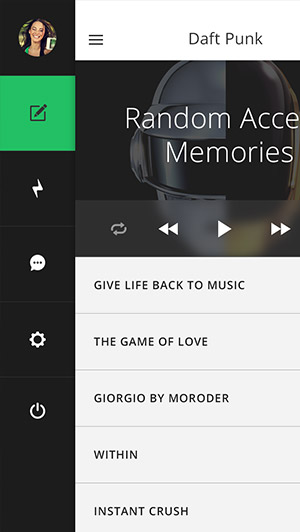 Daft Punk
Random Acce
Memories
GIVE LIFE BACK TO MUSIC
THE GAME OF LOVE
GIORGIO BY MORODER
WITHIN
INSTANT CRUSH